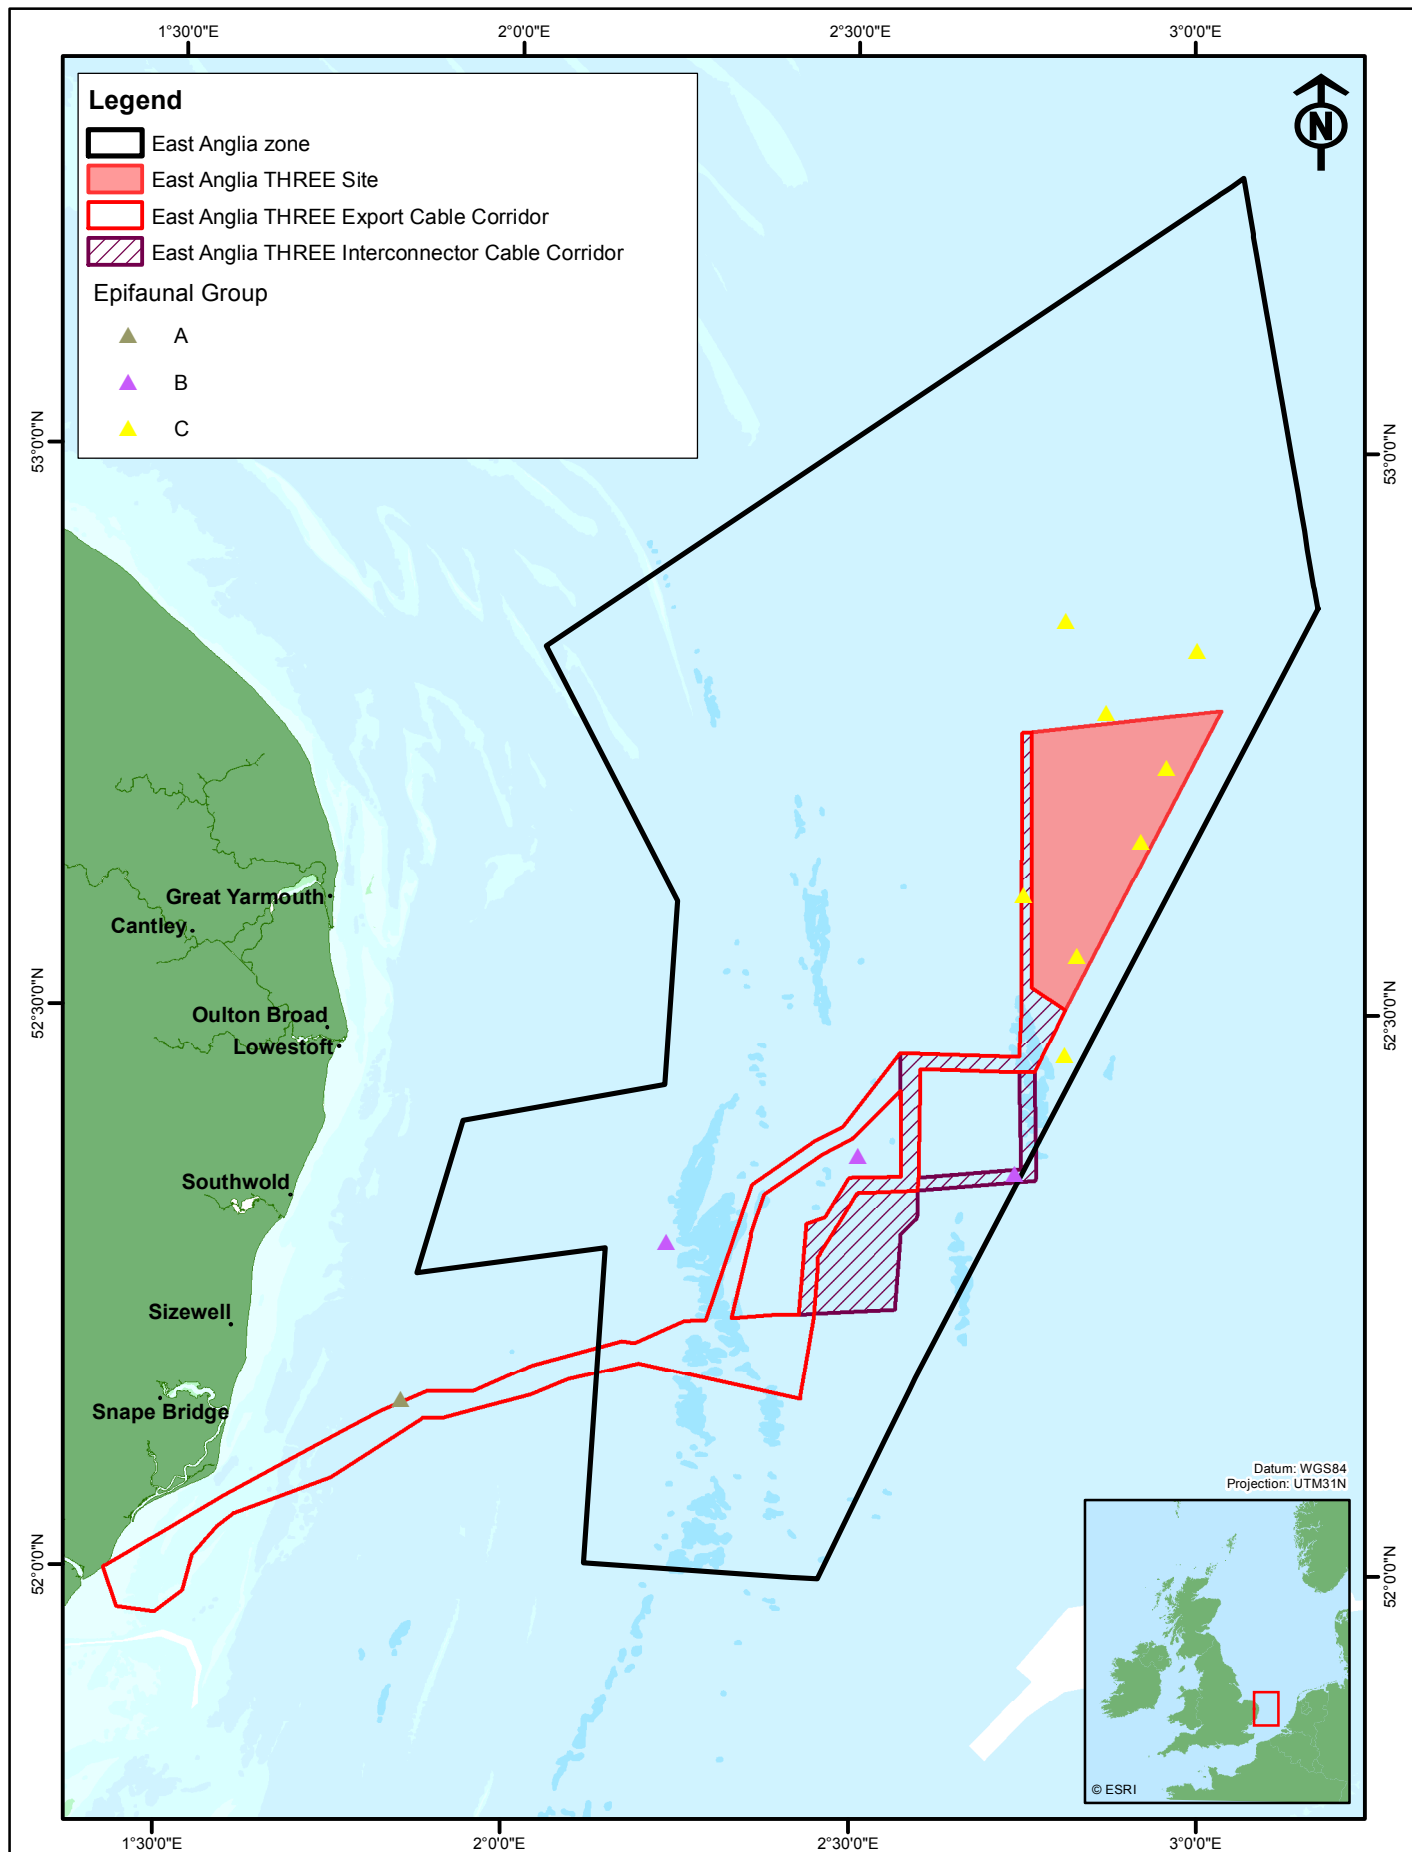 1°30'0"E
2°0'0"E
2°30'0"E
3°0'0"E
Legend
East Anglia zone
East Anglia THREE Site
East Anglia THREE Export Cable Corridor
East Anglia THREE Interconnector Cable Corridor
Epifaunal Group
A
B
C
N
53°0'0"N
53°0'0"N
Great Yarmouth
Cantley
52°30'0"N
52°30'0"N
Oulton Broad
Lowestoft
Southwold
Sizewell
Snape Bridge
Datum: WGS84
Projection: UTM31N
52°0'0"N
52°0'0"N
© ESRI
1°30'0"E
2°0'0"E
2°30'0"E
3°0'0"E